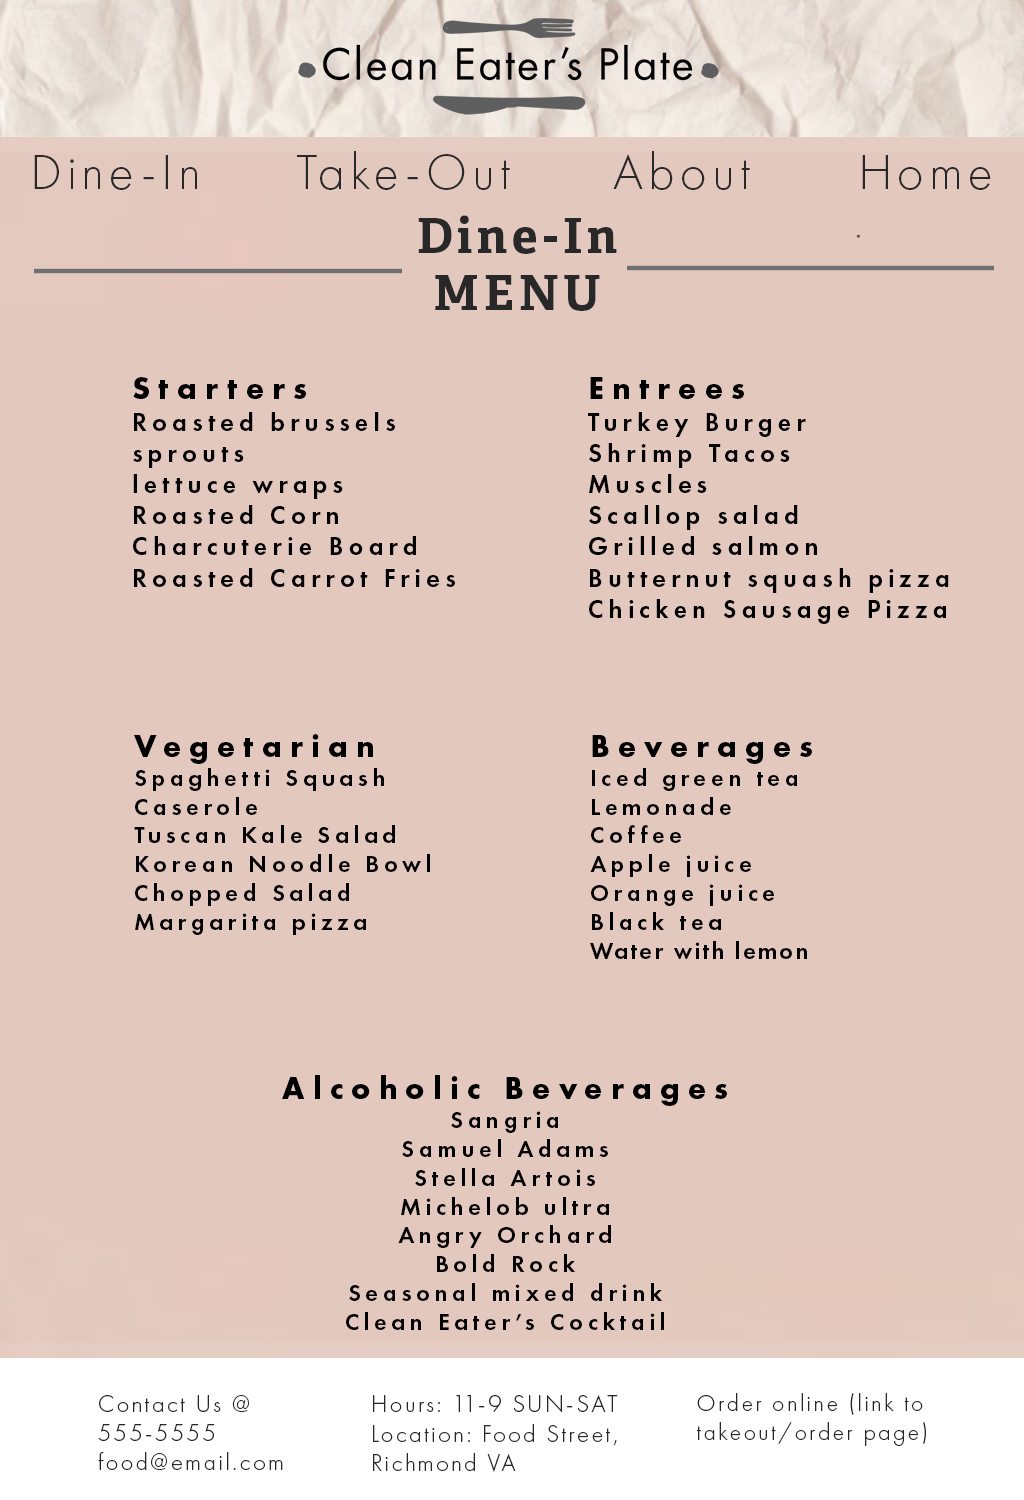 Clean Eater's Plate
Dine-In Take-Out About Home
Dine-In
MENU
Starters
Roasted brussels
sprouts
lettuce wraps
Roasted Corn
Charcuterie Board
Roasted Carrot Fries
Entrees
Turkey Burger
Shrimp Tacos
Muscles
Scallop salad
Grilled salmon
Butternut squash pizza
Chicken Sausage Pizza
Vegetarian
Spaghetti Squash
Caserole
Tuscan Kale Salad
Korean Noodle Bowl
Chopped Salad
Margarita pizza
Beverages
Iced green tea
Lemonade
Coffee
Apple juice
Orange juice
Black tea
Water with lemon
Alcoholic Beverages
Sangria
Samuel Adams
Stella Artois
Michelob ultra
Angry Orchard
Bold Rock
Seasonal mixed drink
Clean Eater's Cocktail
Contact Us @
555-5555
food@email.com
Hours: 11-9 SUN-SAT
Location: Food Street,
Richmond VA
Order online (link to
takeout/order page)